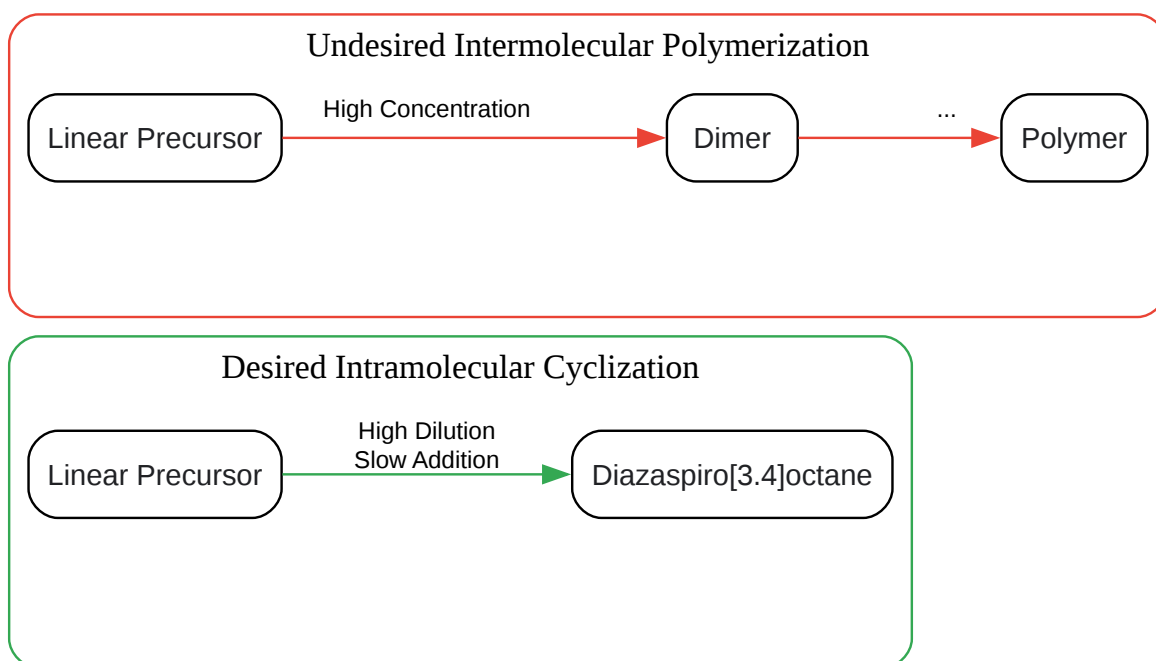 Undesired Intermolecular Polymerization
High Concentration
...
Linear Precursor
Dimer
Polymer
Desired Intramolecular Cyclization
High Dilution
Slow Addition
Linear Precursor
Diazaspiro[3.4]octane